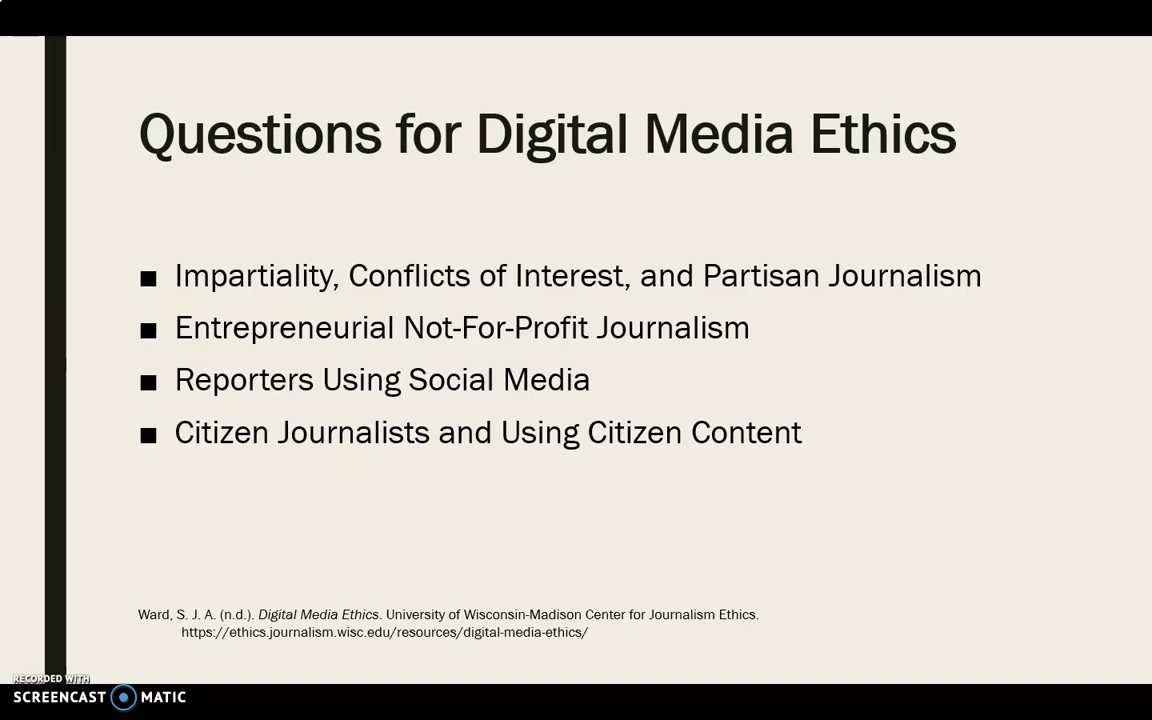 Questions for Digital Media Ethics
■ Impartiality, Conflicts of Interest, and Partisan Journalism
■ Entrepreneurial Not-For-Profit Journalism
■ Reporters Using Social Media
■ Citizen Journalists and Using Citizen Content
Ward, S. J. A. (n.d.). Digital Media Ethics. University of Wisconsin-Madison Center for Journalism Ethics.
https://ethics.journalism.wisc.edu/resources/digital-media-ethics/
RECORDED WITH
SCREENCAST MATIC